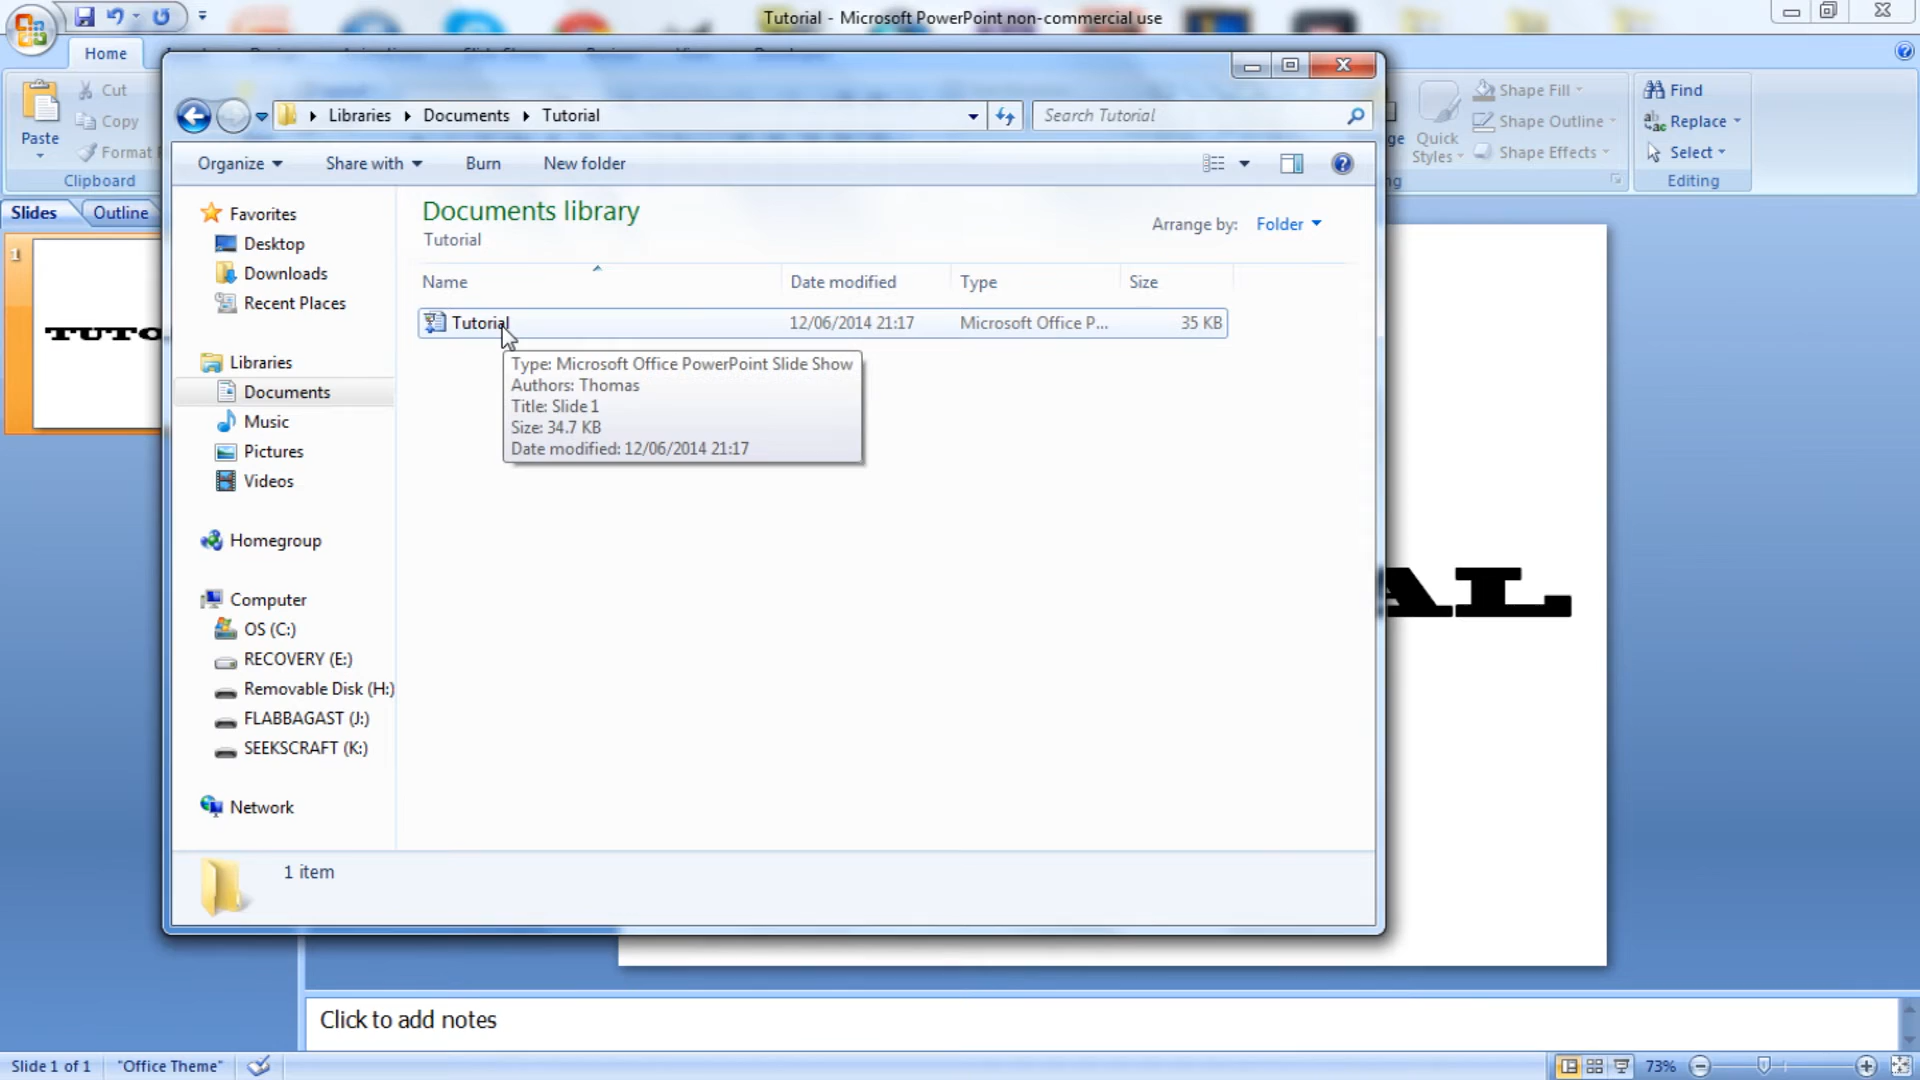 Tutorial - Microsoft PowerPoint non-commercial use
Home
Paste
Cut
Copy
Format
Clipboard
Quick
Styles
Shape Fill
Shape Outline
Shape Effects
Find
Replace
Select
Editing
Slides
Outline
Libraries
Documents
Tutorial
Search Tutorial
Organize
Share with
Burn
New folder
Favorites
Desktop
Downloads
Recent Places
Libraries
Documents
Music
Pictures
Videos
Homegroup
Computer
OS (C:)
RECOVERY (E:)
Removable Disk (H:)
FLABBAGAST (J:)
SEEKSCRAFT (K:)
Network
Documents library
Tutorial
Arrange by: Folder
Name Date modified Type Size
Tutorial 12/06/2014 21:17 Microsoft Office P... 35 KB
Type: Microsoft Office PowerPoint Slide Show
Authors: Thomas
Title: Slide 1
Size: 34.7 KB
Date modified: 12/06/2014 21:17
1 item
1
TUTO
AL
Click to add notes
Slide 1 of 1 "Office Theme" 73%